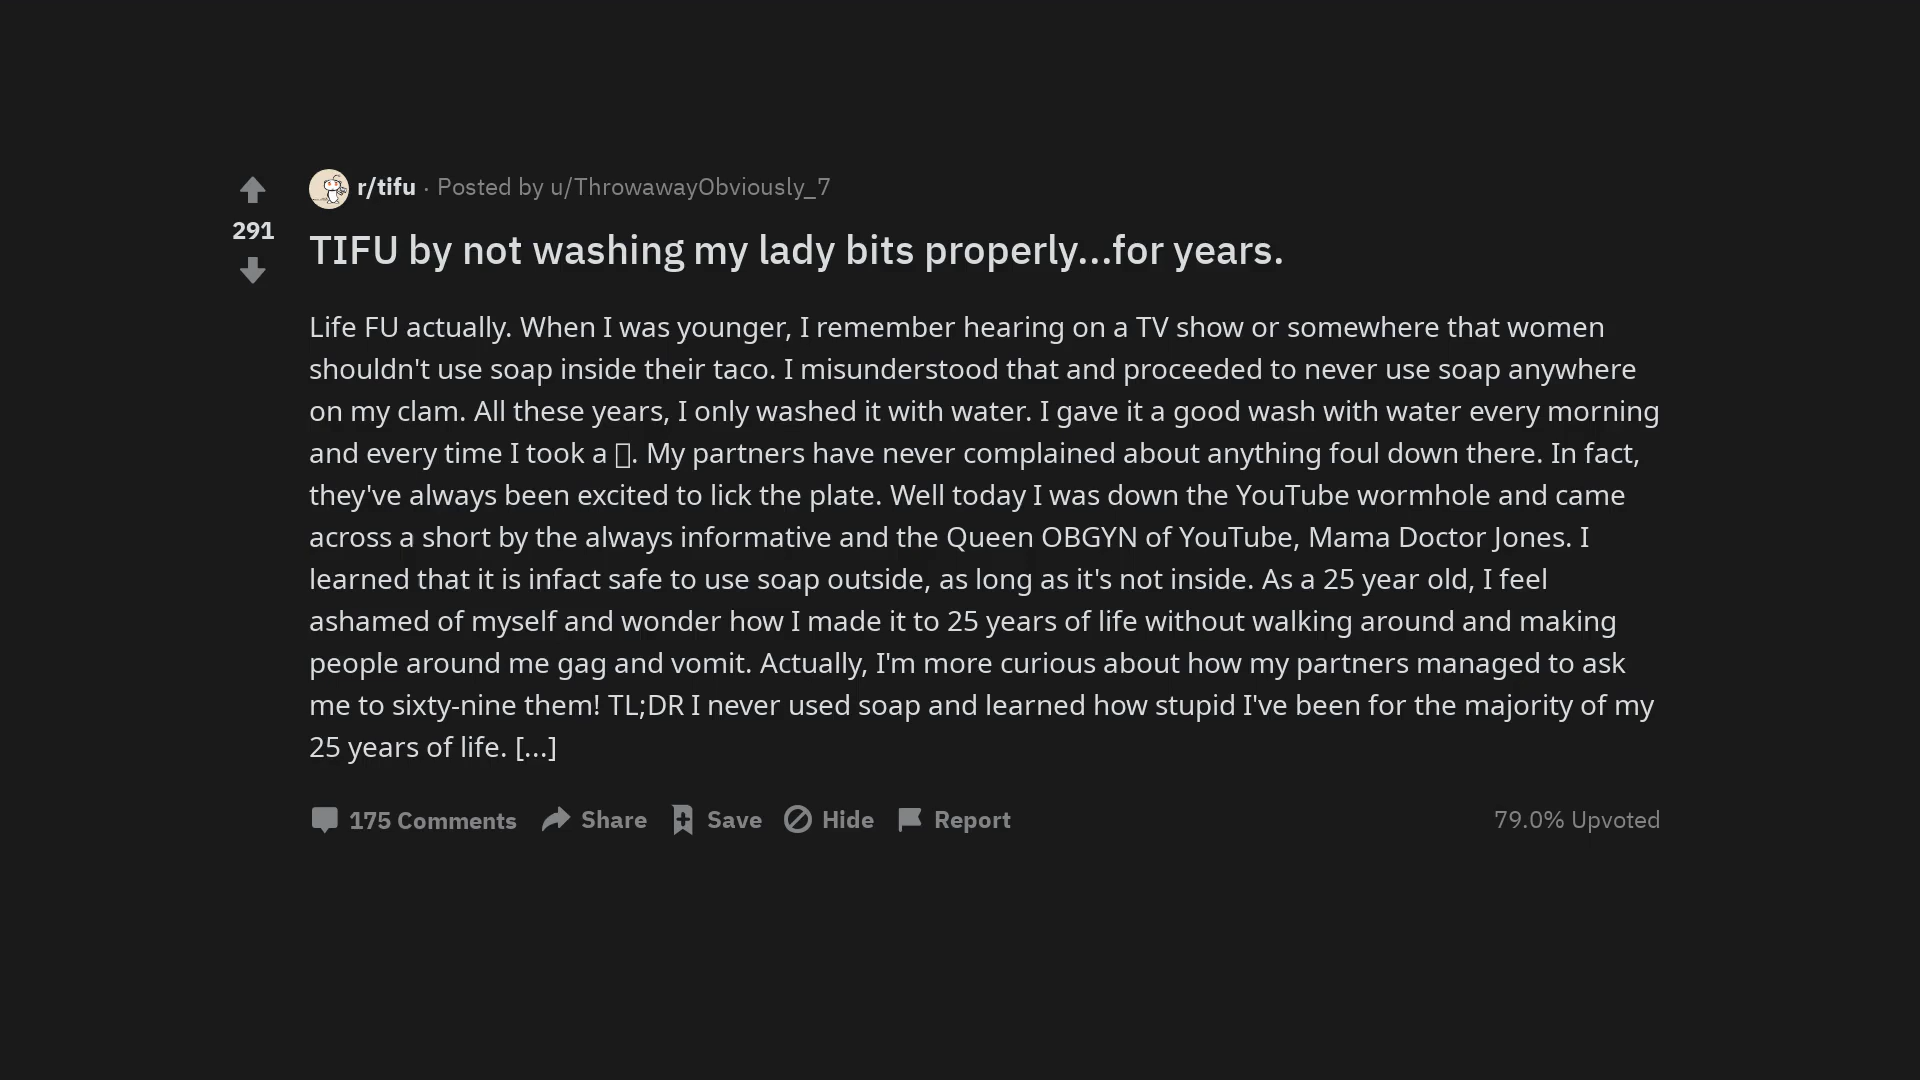 r/tifu · Posted by u/ThrowawayObviously_7
291
TIFU by not washing my lady bits properly...for years.
Life FU actually. When I was younger, I remember hearing on a TV show or somewhere that women
shouldn't use soap inside their taco. I misunderstood that and proceeded to never use soap anywhere
on my clam. All these years, I only washed it with water. I gave it a good wash with water every morning
and every time I took a . My partners have never complained about anything foul down there. In fact,
they've always been excited to lick the plate. Well today I was down the YouTube wormhole and came
across a short by the always informative and the Queen OBGYN of YouTube, Mama Doctor Jones. I
learned that it is infact safe to use soap outside, as long as it's not inside. As a 25 year old, I feel
ashamed of myself and wonder how I made it to 25 years of life without walking around and making
people around me gag and vomit. Actually, I'm more curious about how my partners managed to ask
me to sixty-nine them! TL;DR I never used soap and learned how stupid I've been for the majority of my
25 years of life. [...]
175 Comments Share Save Hide Report 79.0% Upvoted